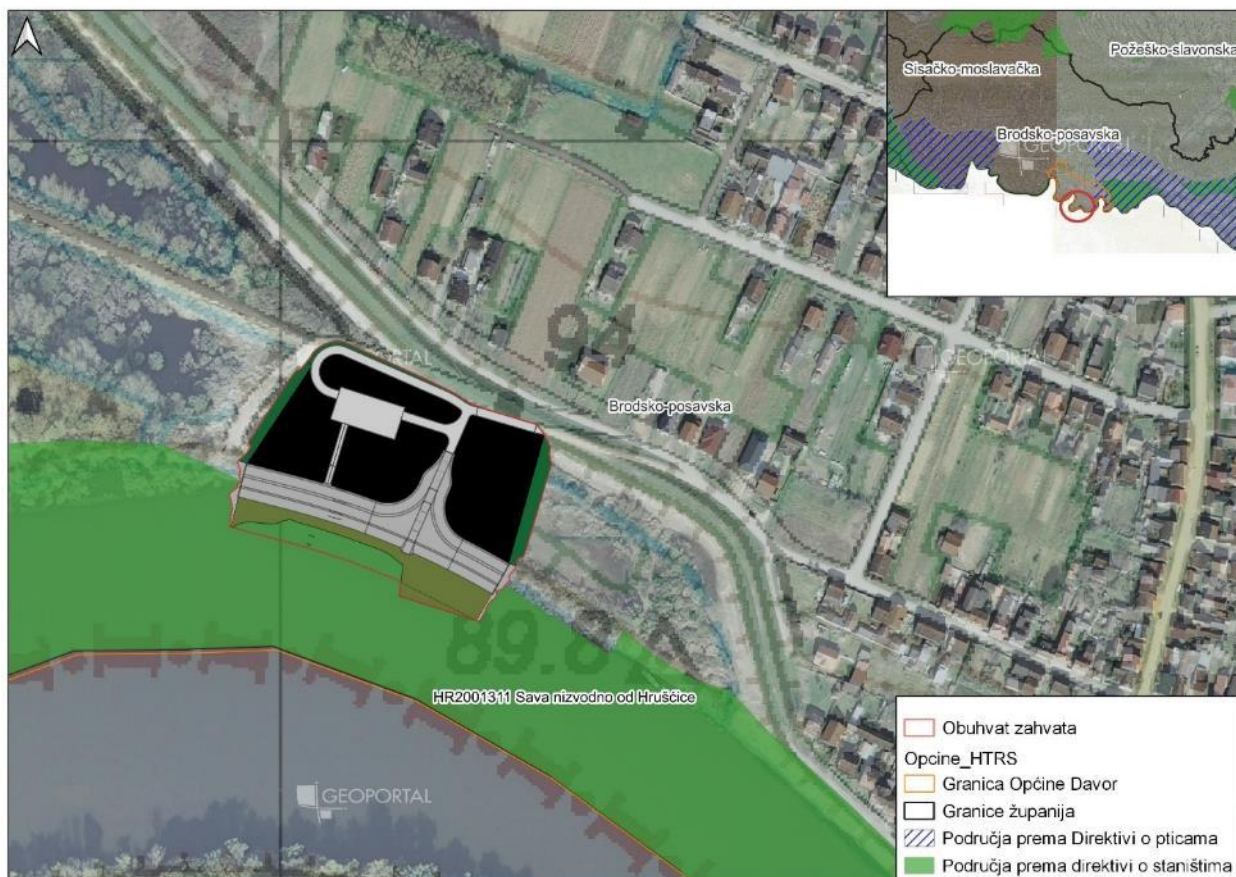 Požeško-slavonska
Sisačko-moslavačka
Brodsko-posavska
GEOPORTAL
94
GEOPORTAL
Brodsko-posavska
89.8
HR2001311 Sava nizvodno od Hrušćice
GEOPORTAL
Obuhvat zahvata
Opcine_HTRS
Granica Općine Davor
Granice županija
Područja prema Direktivi o pticama
Područja prema direktivi o staništima